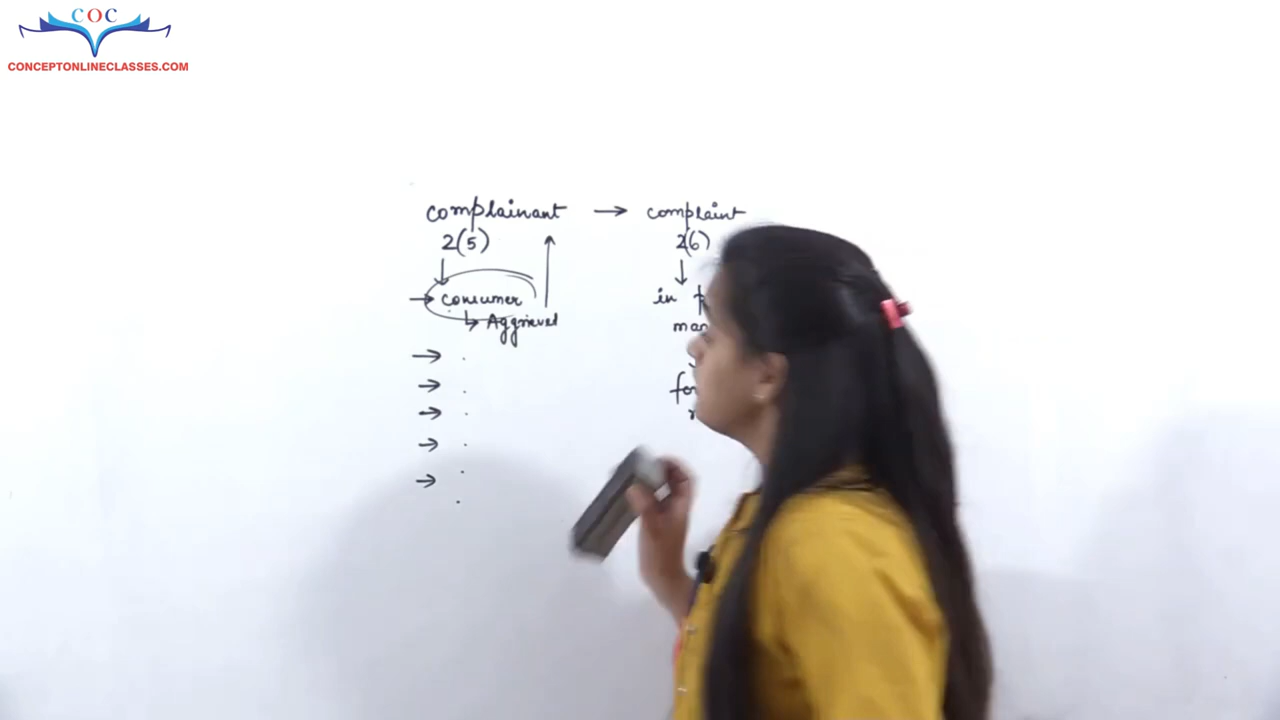 COC
CONCEPTONLINECLASSES.COM
complainant → complaint
2(5) 2(6)
→ consumer in
↳ Aggrieved
→ .
→ .
→ .
→ .
→ .